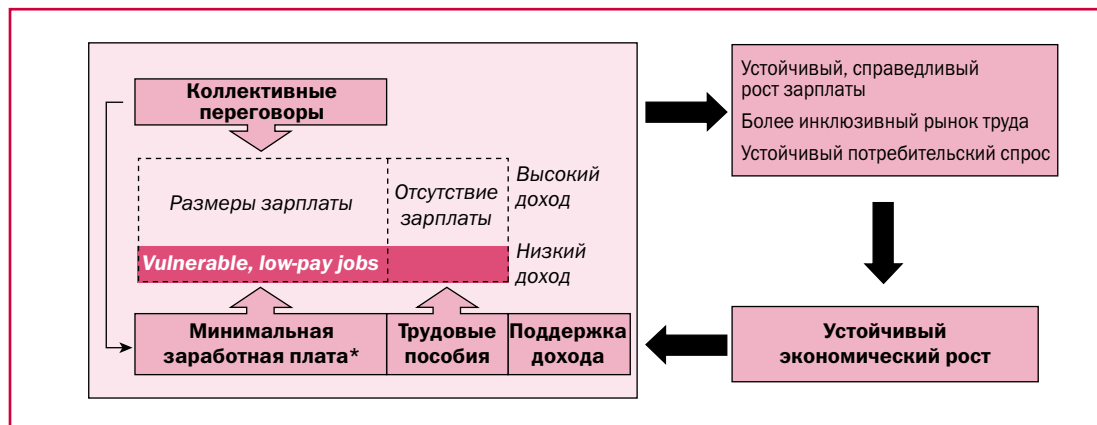 Коллективные
переговоры
Размеры зарплаты
Отсутствие
зарплаты
Высокий
доход
Vulnerable, low-pay jobs
Низкий
доход
Минимальная
заработная плата*
Трудовые
пособия
Поддержка
дохода
Устойчивый, справедливый
рост зарплаты
Более инклюзивный рынок труда
Устойчивый потребительский спрос
Устойчивый
экономический рост